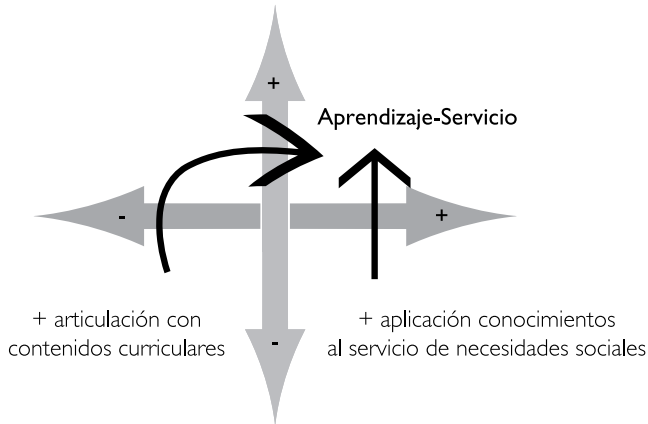 +
Aprendizaje-Servicio
-
+
+ articulación con
contenidos curriculares
-
+ aplicación conocimientos
al servicio de necesidades sociales